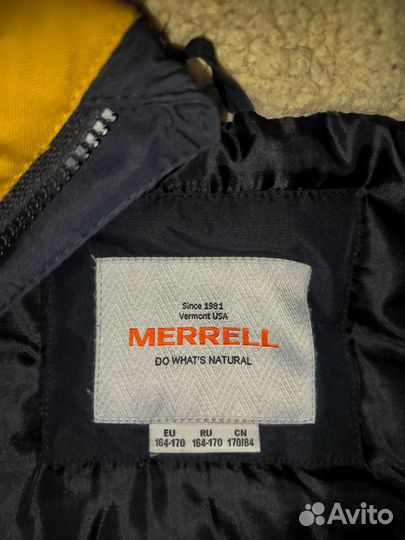 Since 1981
Vermont USA
MERRELL
DO WHAT'S NATURAL
EU RU CN
164-170 164-170 170/84
Avito